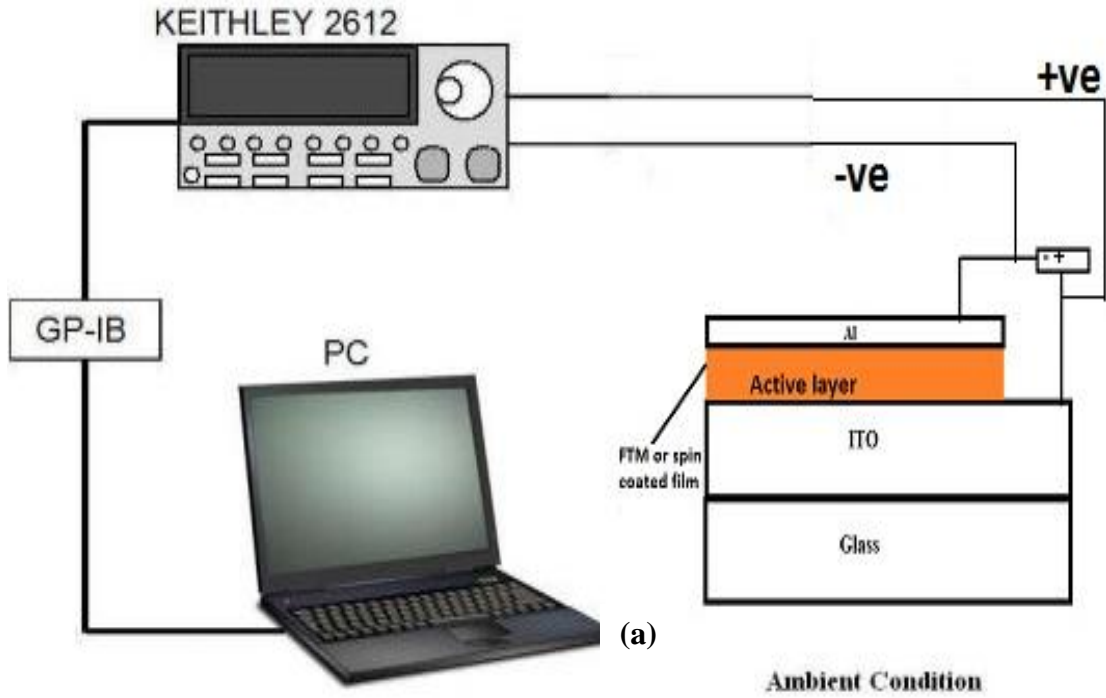 KEITHLEY 2612
+ve
-ve
- +
GP-IB
PC
Al
Active layer
FTM or spin
coated film
ITO
Glass
(a)
Ambient Condition